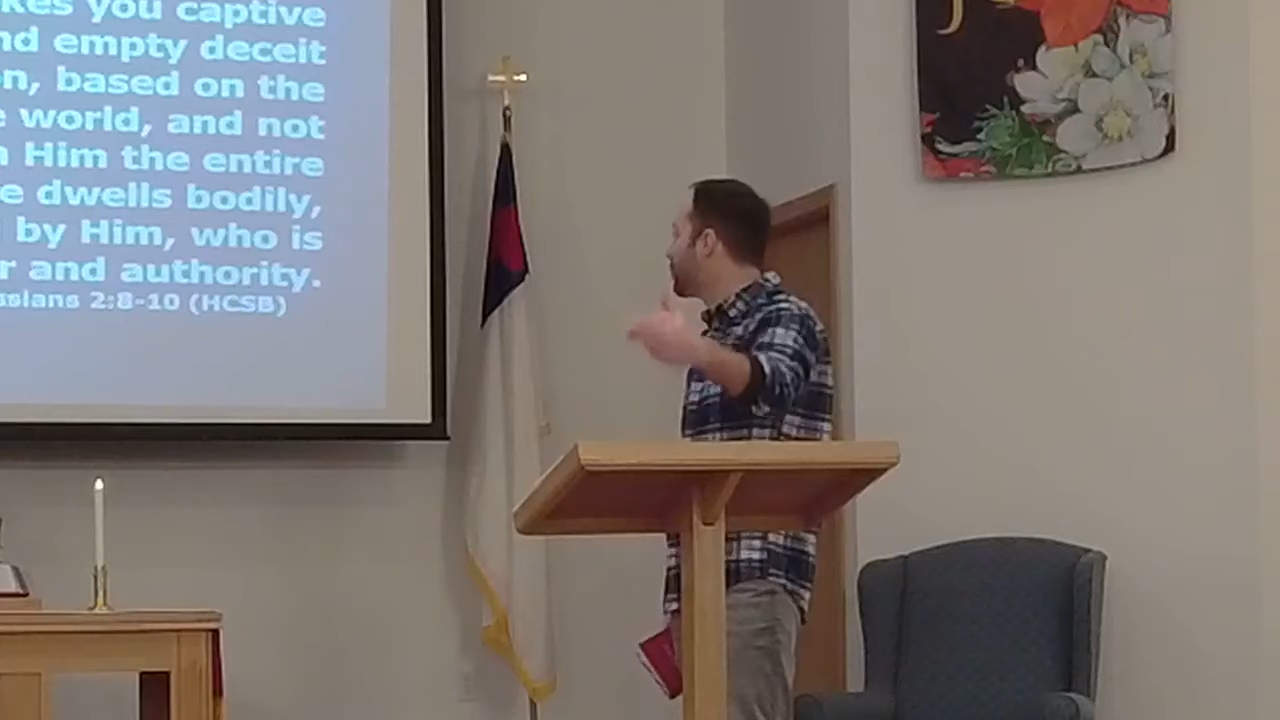 kes you captive
nd empty deceit
on, based on the
e world, and not
n Him the entire
e dwells bodily,
by Him, who is
r and authority.
ssians 2:8-10 (HCSB)